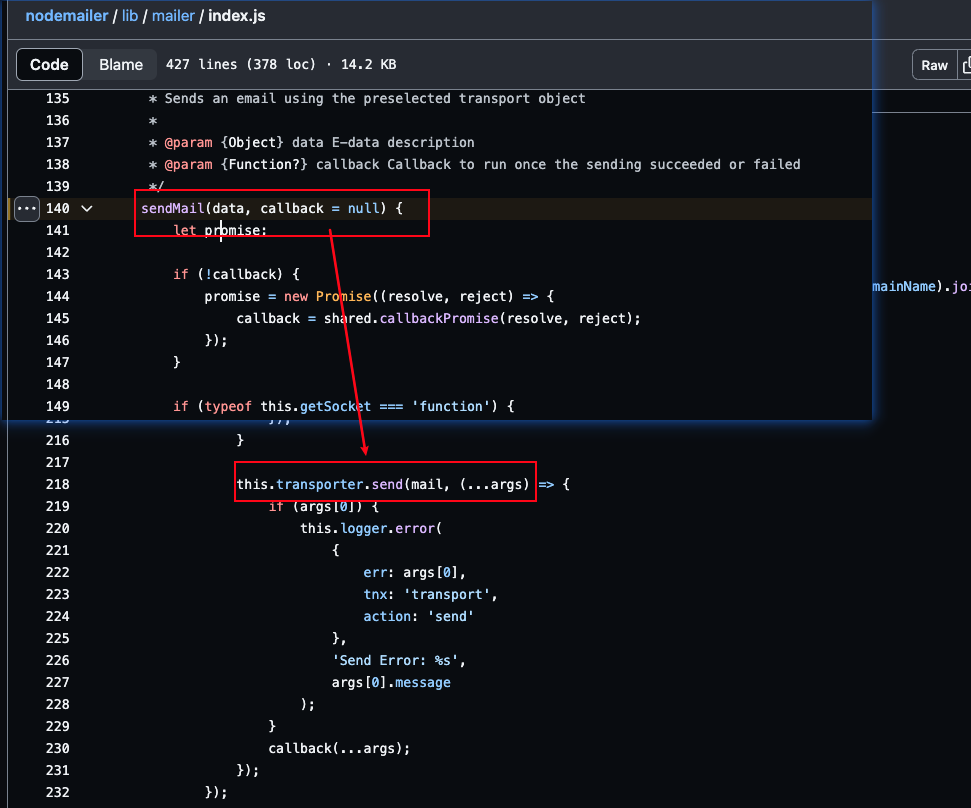 nodemailer / lib / mailer / index.js
Code Blame 427 lines (378 loc) · 14.2 KB Raw
135 * Sends an email using the preselected transport object
136 *
137 * @param {Object} data E-data description
138 * @param {Function?} callback Callback to run once the sending succeeded or failed
139 */
140 sendMail(data, callback = null) {
141 let promise;
142
143 if (!callback) {
144 promise = new Promise((resolve, reject) => {
145 callback = shared.callbackPromise(resolve, reject);
146 });
147 }
148
149 if (typeof this.getSocket === 'function') {
mainName).joi
215 });
216 }
217
218 this.transporter.send(mail, (...args) => {
219 if (args[0]) {
220 this.logger.error(
221 {
222 err: args[0],
223 tnx: 'transport',
224 action: 'send'
225 },
226 'Send Error: %s',
227 args[0].message
228 );
229 }
230 callback(...args);
231 });
232 });